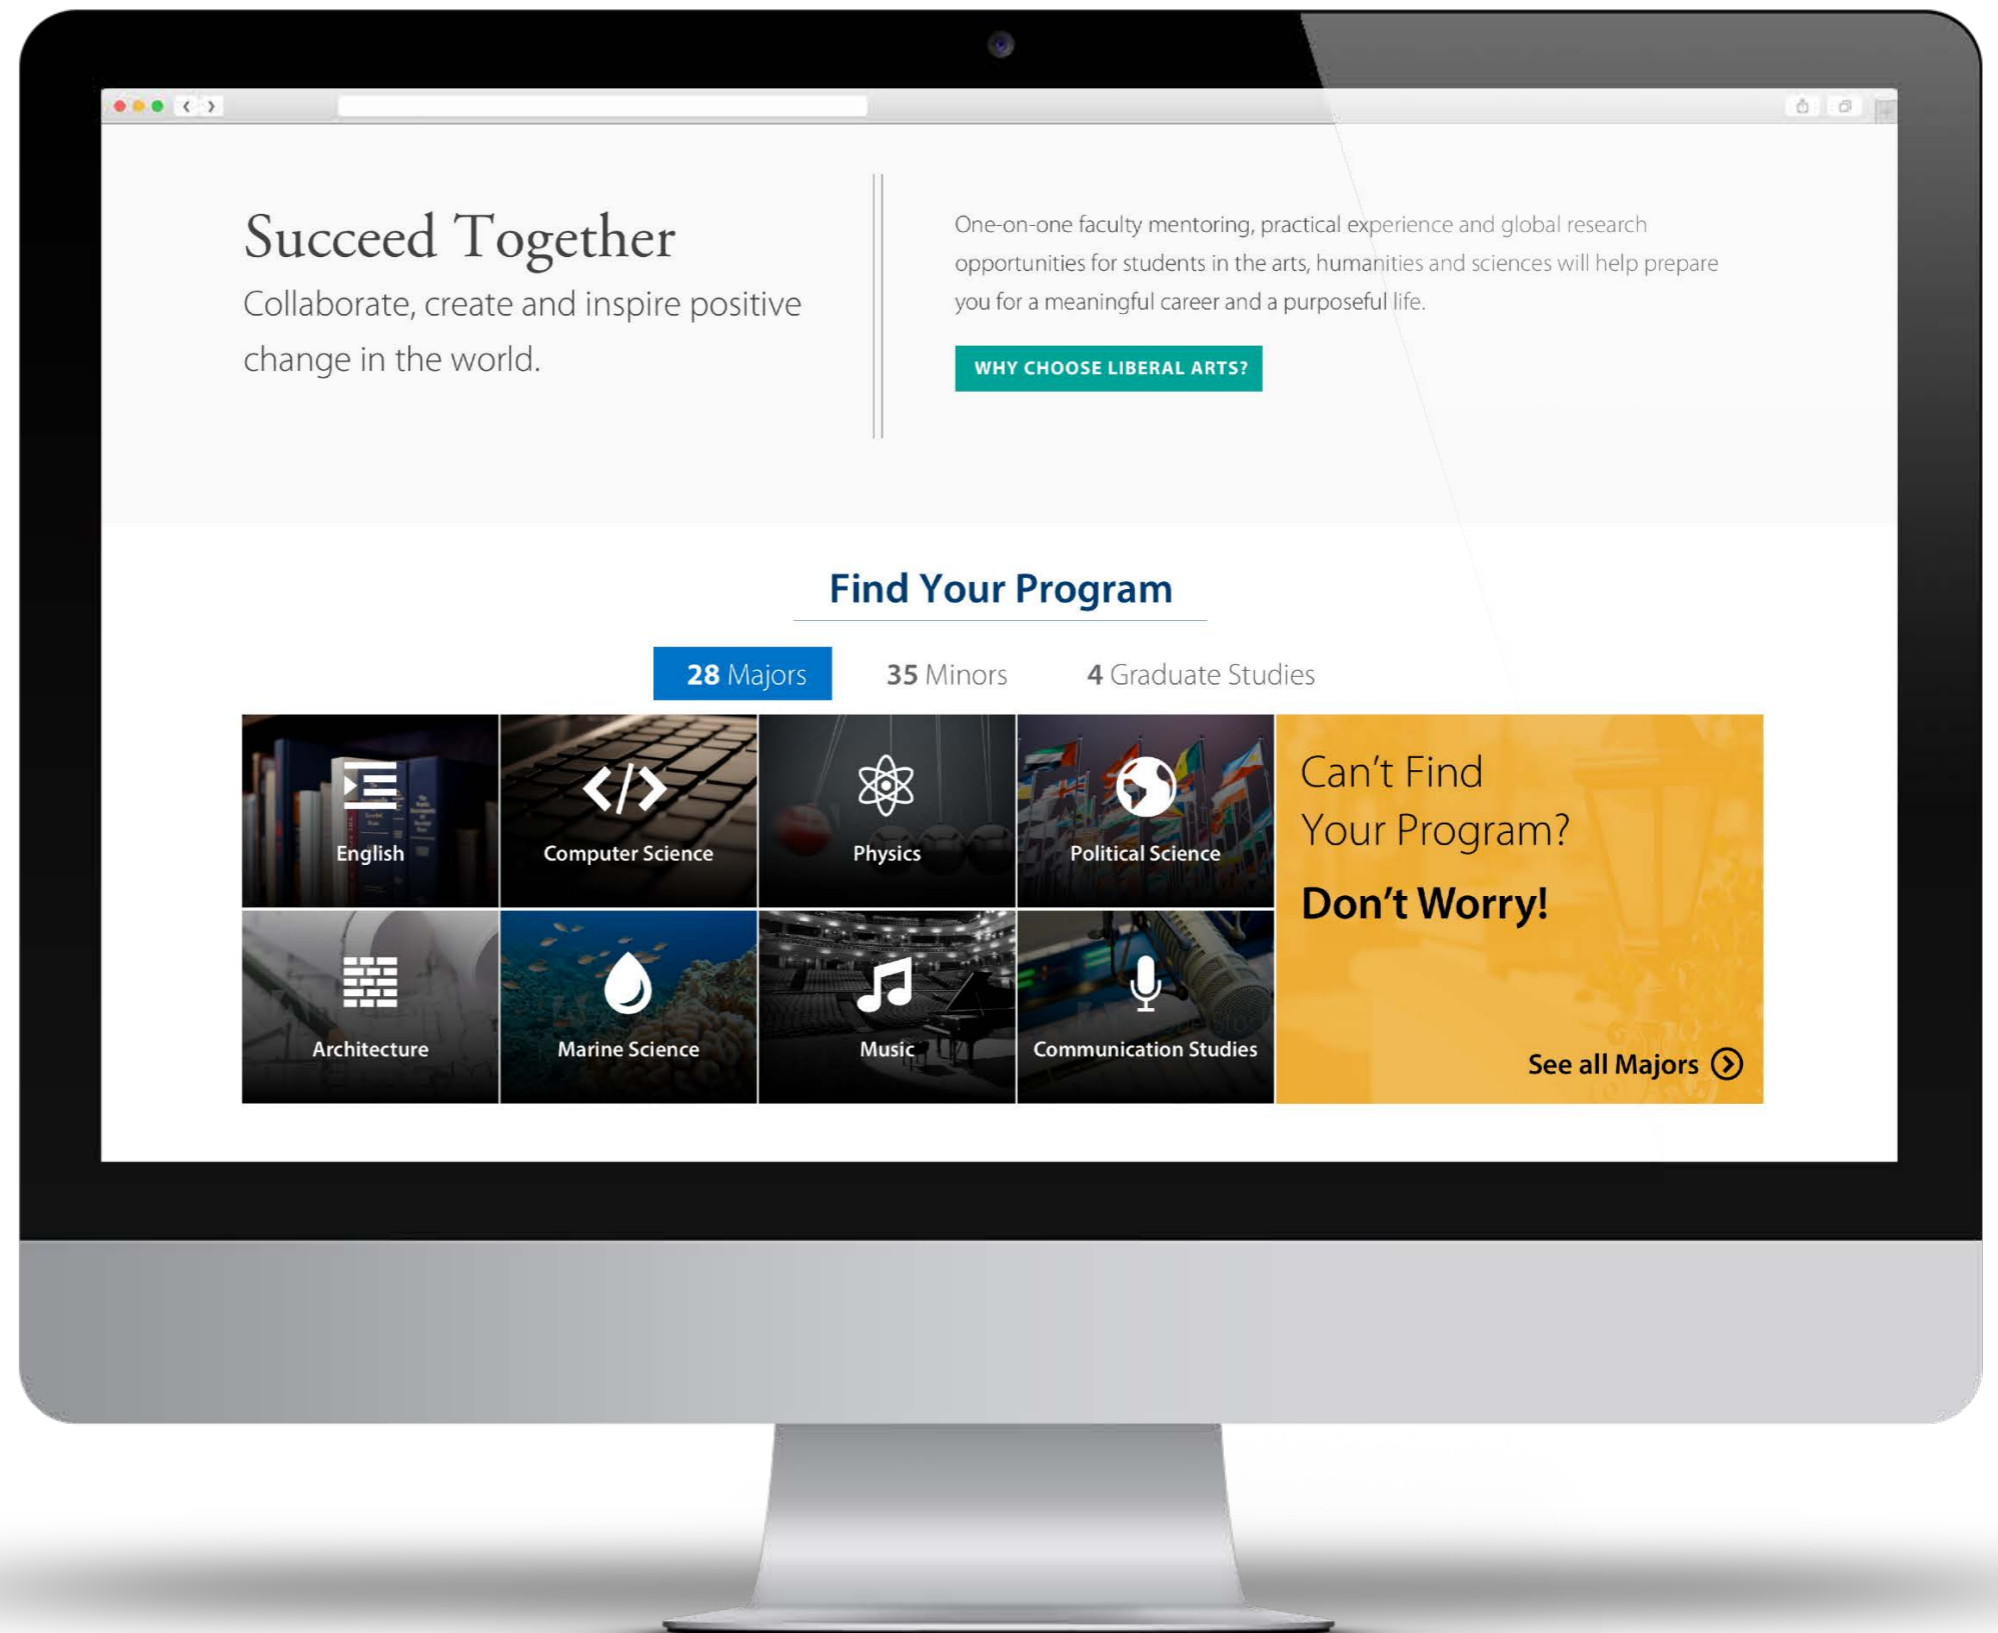 Succeed Together
Collaborate, create and inspire positive
change in the world.
One-on-one faculty mentoring, practical experience and global research
opportunities for students in the arts, humanities and sciences will help prepare
you for a meaningful career and a purposeful life.
WHY CHOOSE LIBERAL ARTS?
Find Your Program
28 Majors
35 Minors
4 Graduate Studies
English
Computer Science
Physics
Political Science
Architecture
Marine Science
Music
Communication Studies
Can't Find
Your Program?
Don't Worry!
See all Majors